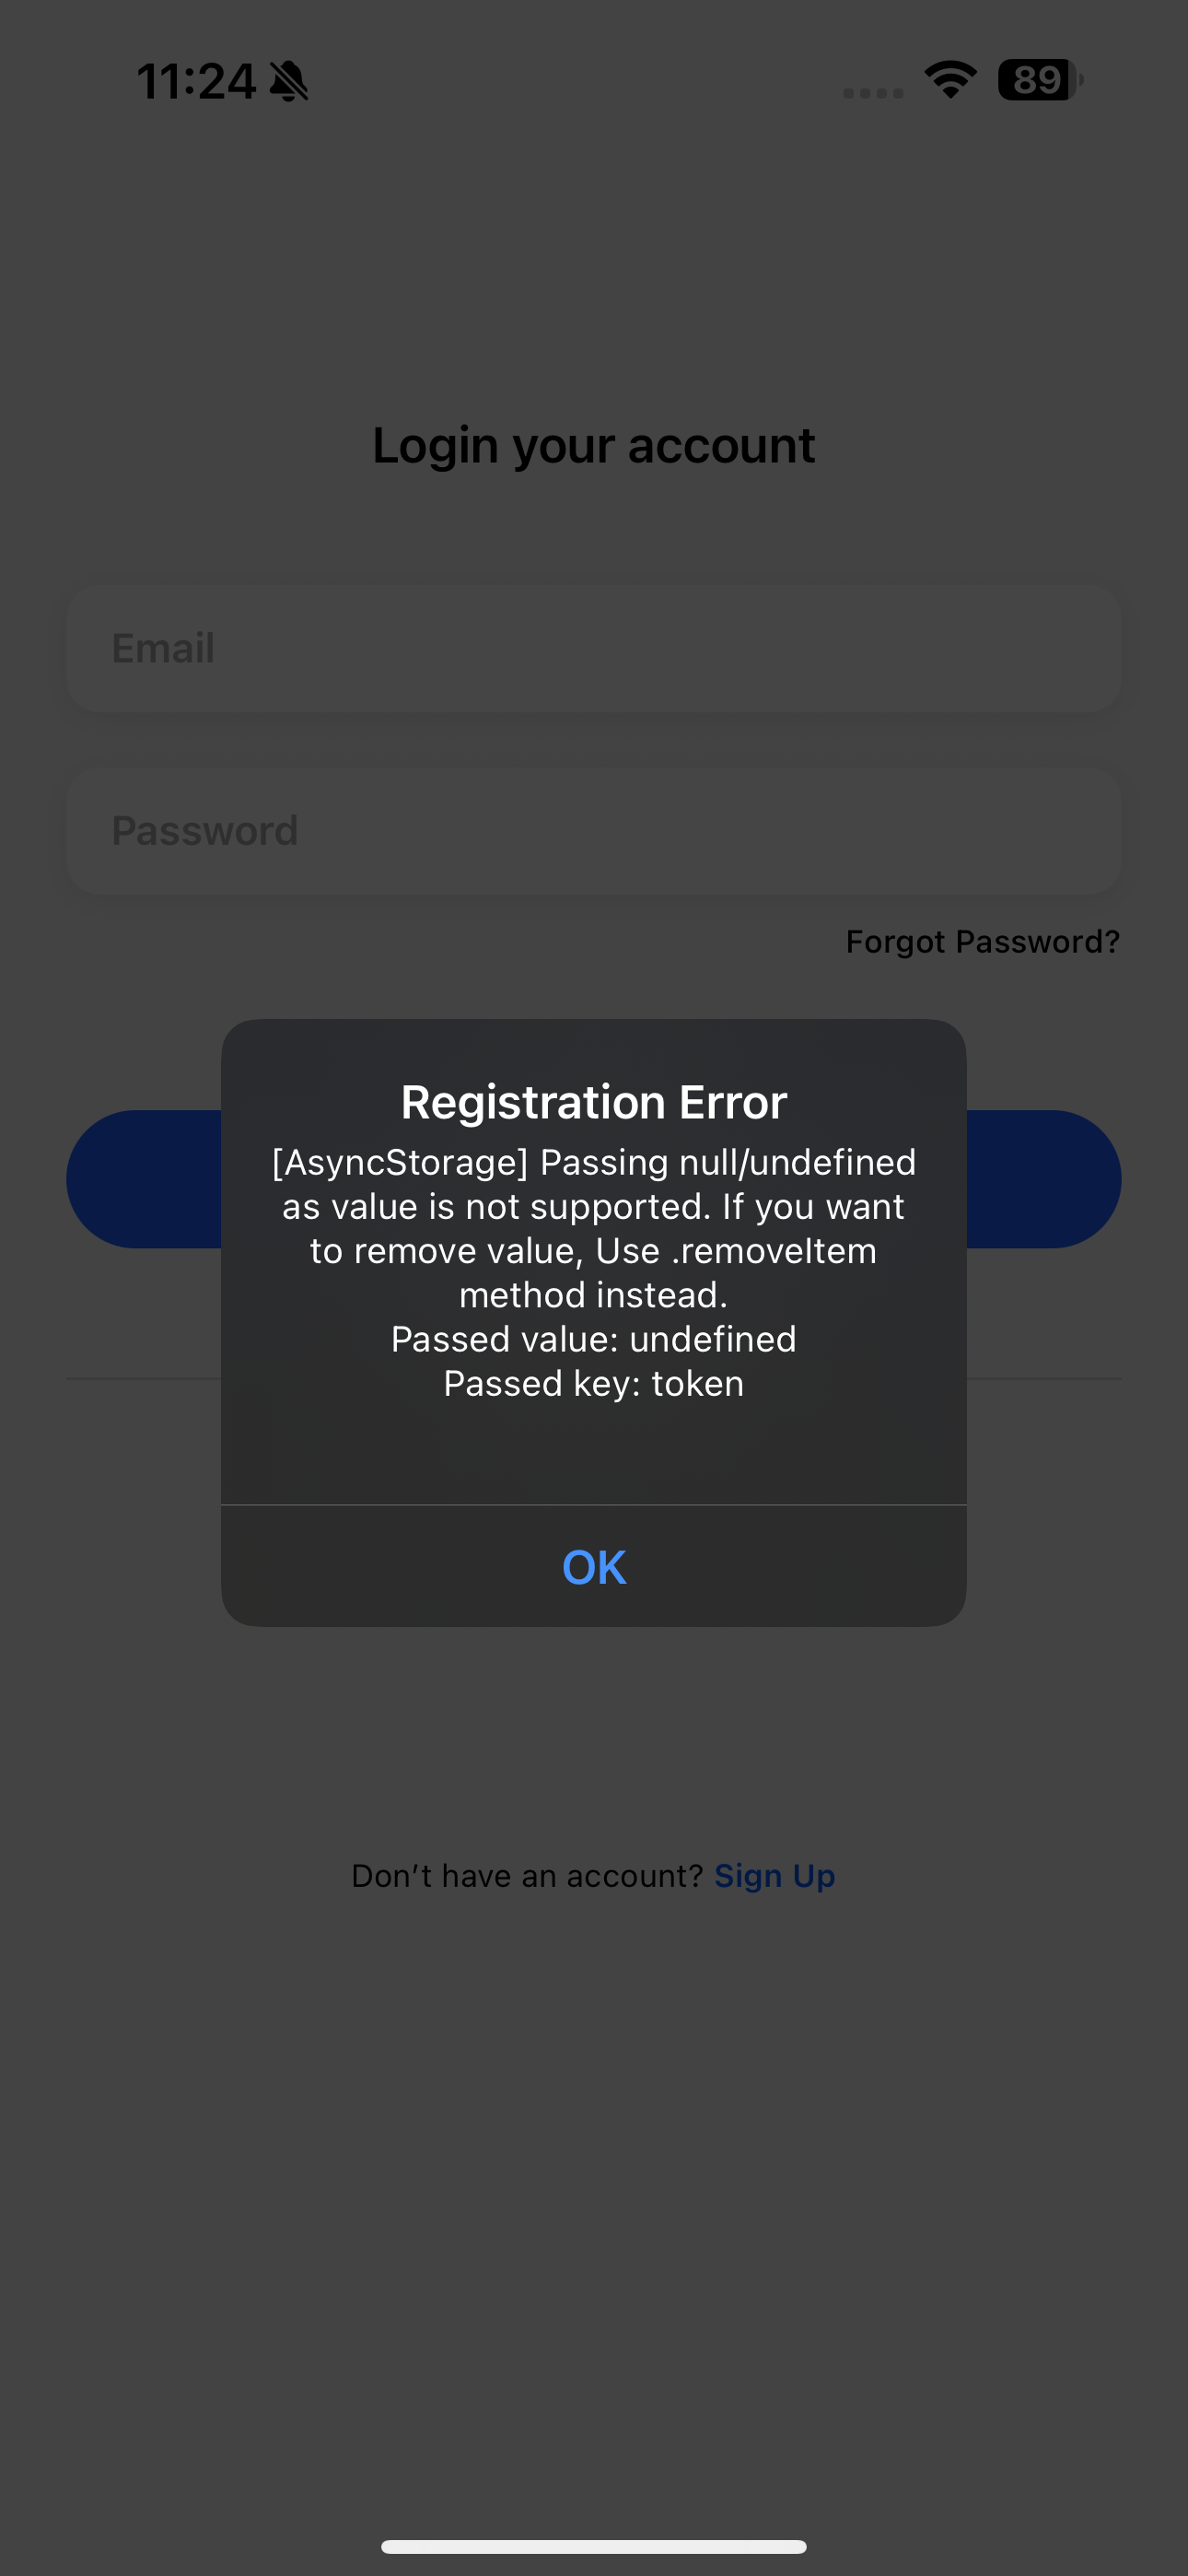 11:24
89
Login your account
Email
Password
Forgot Password?
Registration Error
[AsyncStorage] Passing null/undefined
as value is not supported. If you want
to remove value, Use .removeItem
method instead.
Passed value: undefined
Passed key: token
OK
Don't have an account? Sign Up